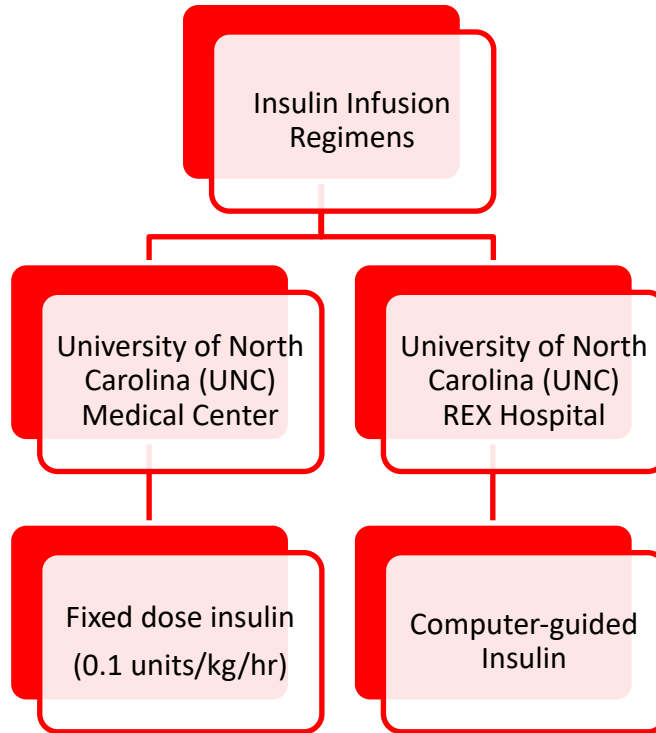 Insulin Infusion
Regimens
University of North
Carolina (UNC)
Medical Center
University of North
Carolina (UNC)
REX Hospital
Fixed dose insulin
(0.1 units/kg/hr)
Computer-guided
Insulin